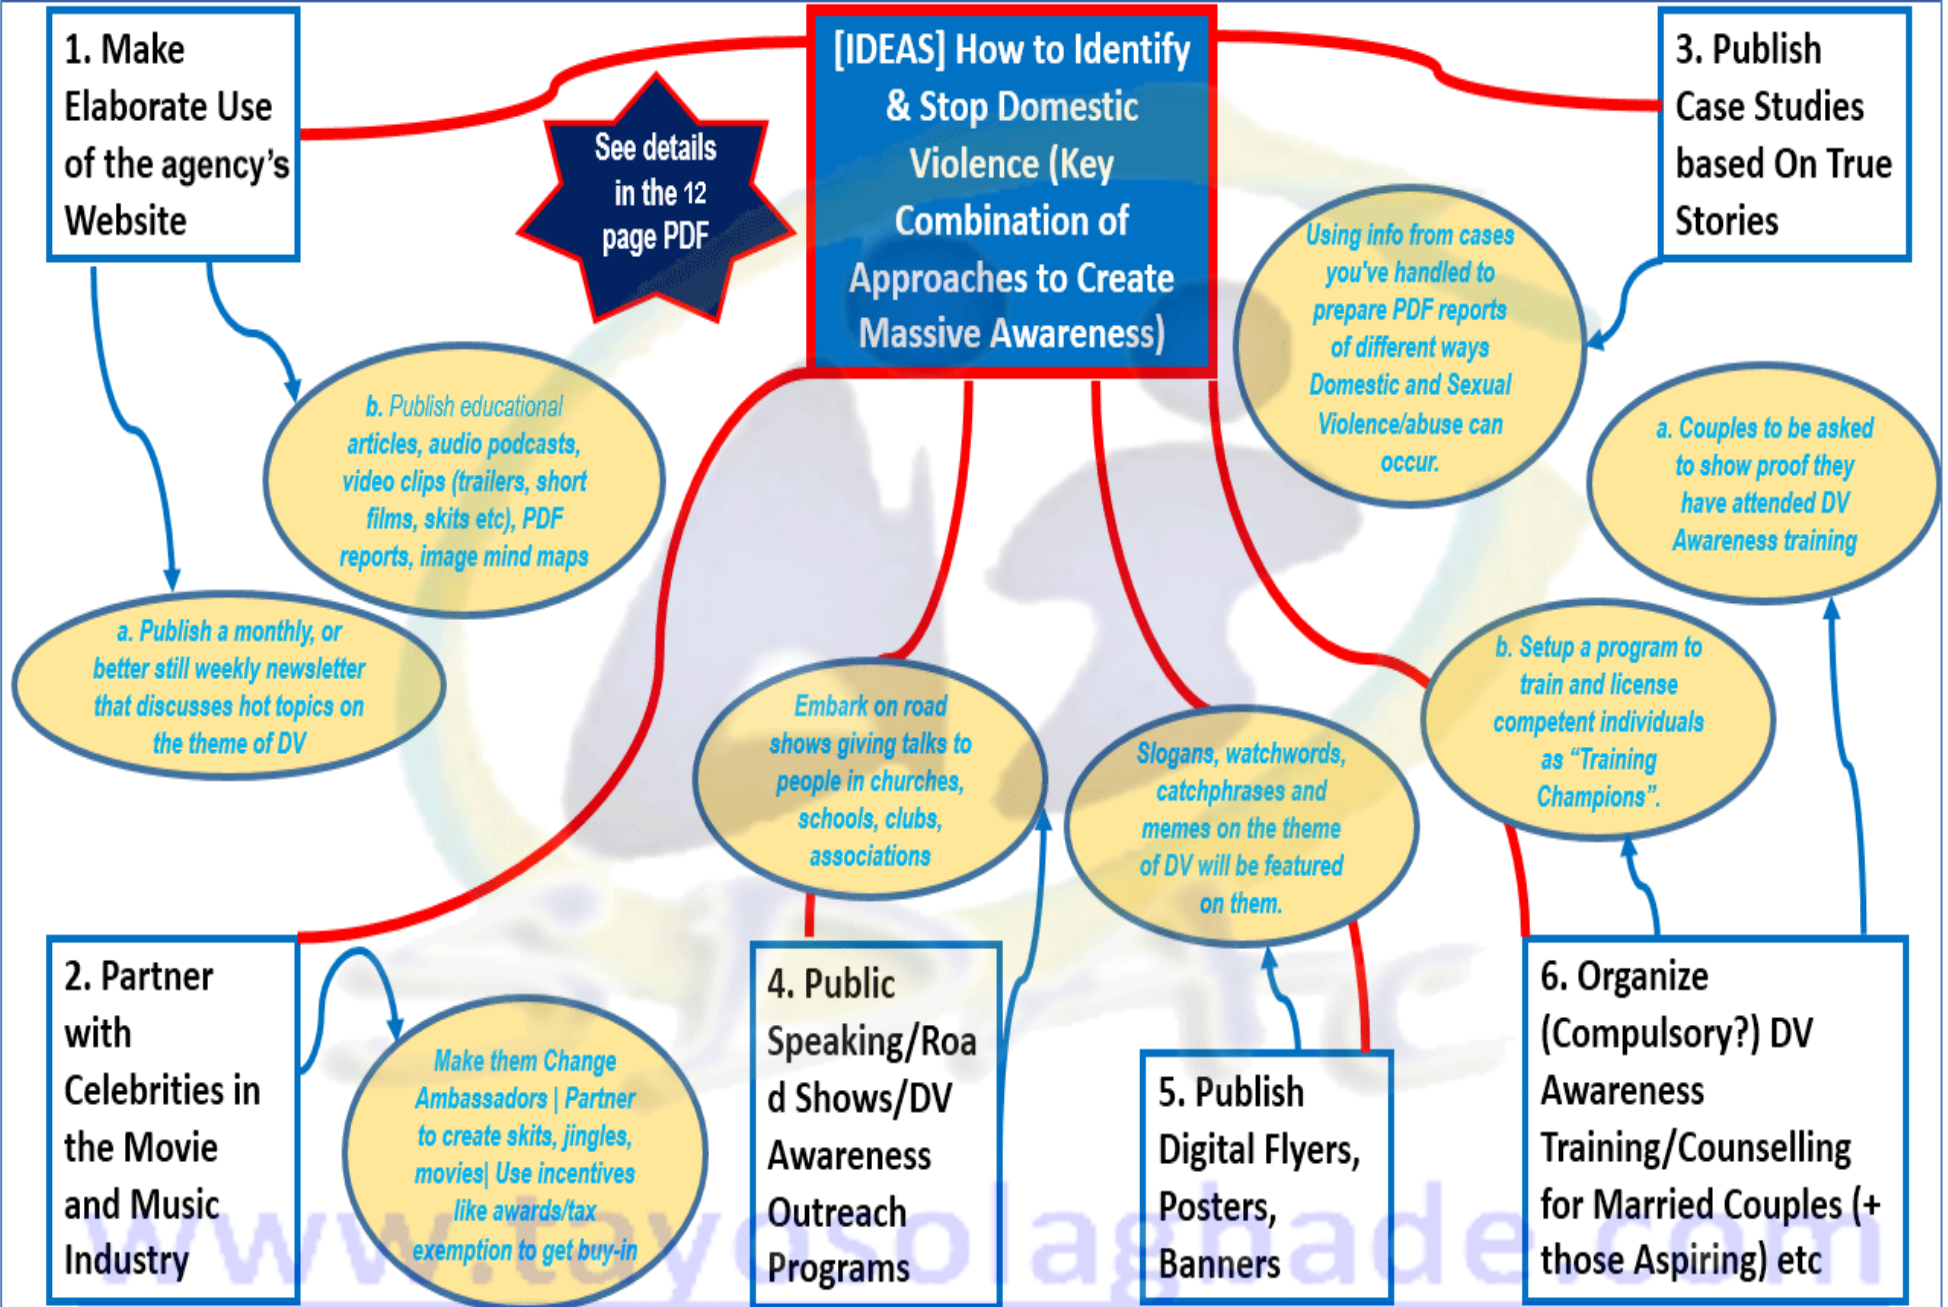 1. Make
Elaborate Use
of the agency's
Website
See details
in the 12
page PDF
[IDEAS] How to Identify
& Stop Domestic
Violence (Key
Combination of
Approaches to Create
Massive Awareness)
3. Publish
Case Studies
based On True
Stories
Using info from cases
you've handled to
prepare PDF reports
of different ways
Domestic and Sexual
Violence/abuse can
occur.
b. Publish educational
articles, audio podcasts,
video clips (trailers, short
films, skits etc), PDF
reports, image mind maps
a. Publish a monthly, or
better still weekly newsletter
that discusses hot topics on
the theme of DV
a. Couples to be asked
to show proof they
have attended DV
Awareness training
b. Setup a program to
train and license
competent individuals
as “Training
Champions”.
Embark on road
shows giving talks to
people in churches,
schools, clubs,
associations
Slogans, watchwords,
catchphrases and
memes on the theme
of DV will be featured
on them.
2. Partner
with
Celebrities in
the Movie
and Music
Industry
Make them Change
Ambassadors | Partner
to create skits, jingles,
movies| Use incentives
like awards/tax
exemption to get buy-in
4. Public
Speaking/Roa
d Shows/DV
Awareness
Outreach
Programs
5. Publish
Digital Flyers,
Posters,
Banners
6. Organize
(Compulsory?) DV
Awareness
Training/Counselling
for Married Couples (+
those Aspiring) etc
www.tayosolagbade.com